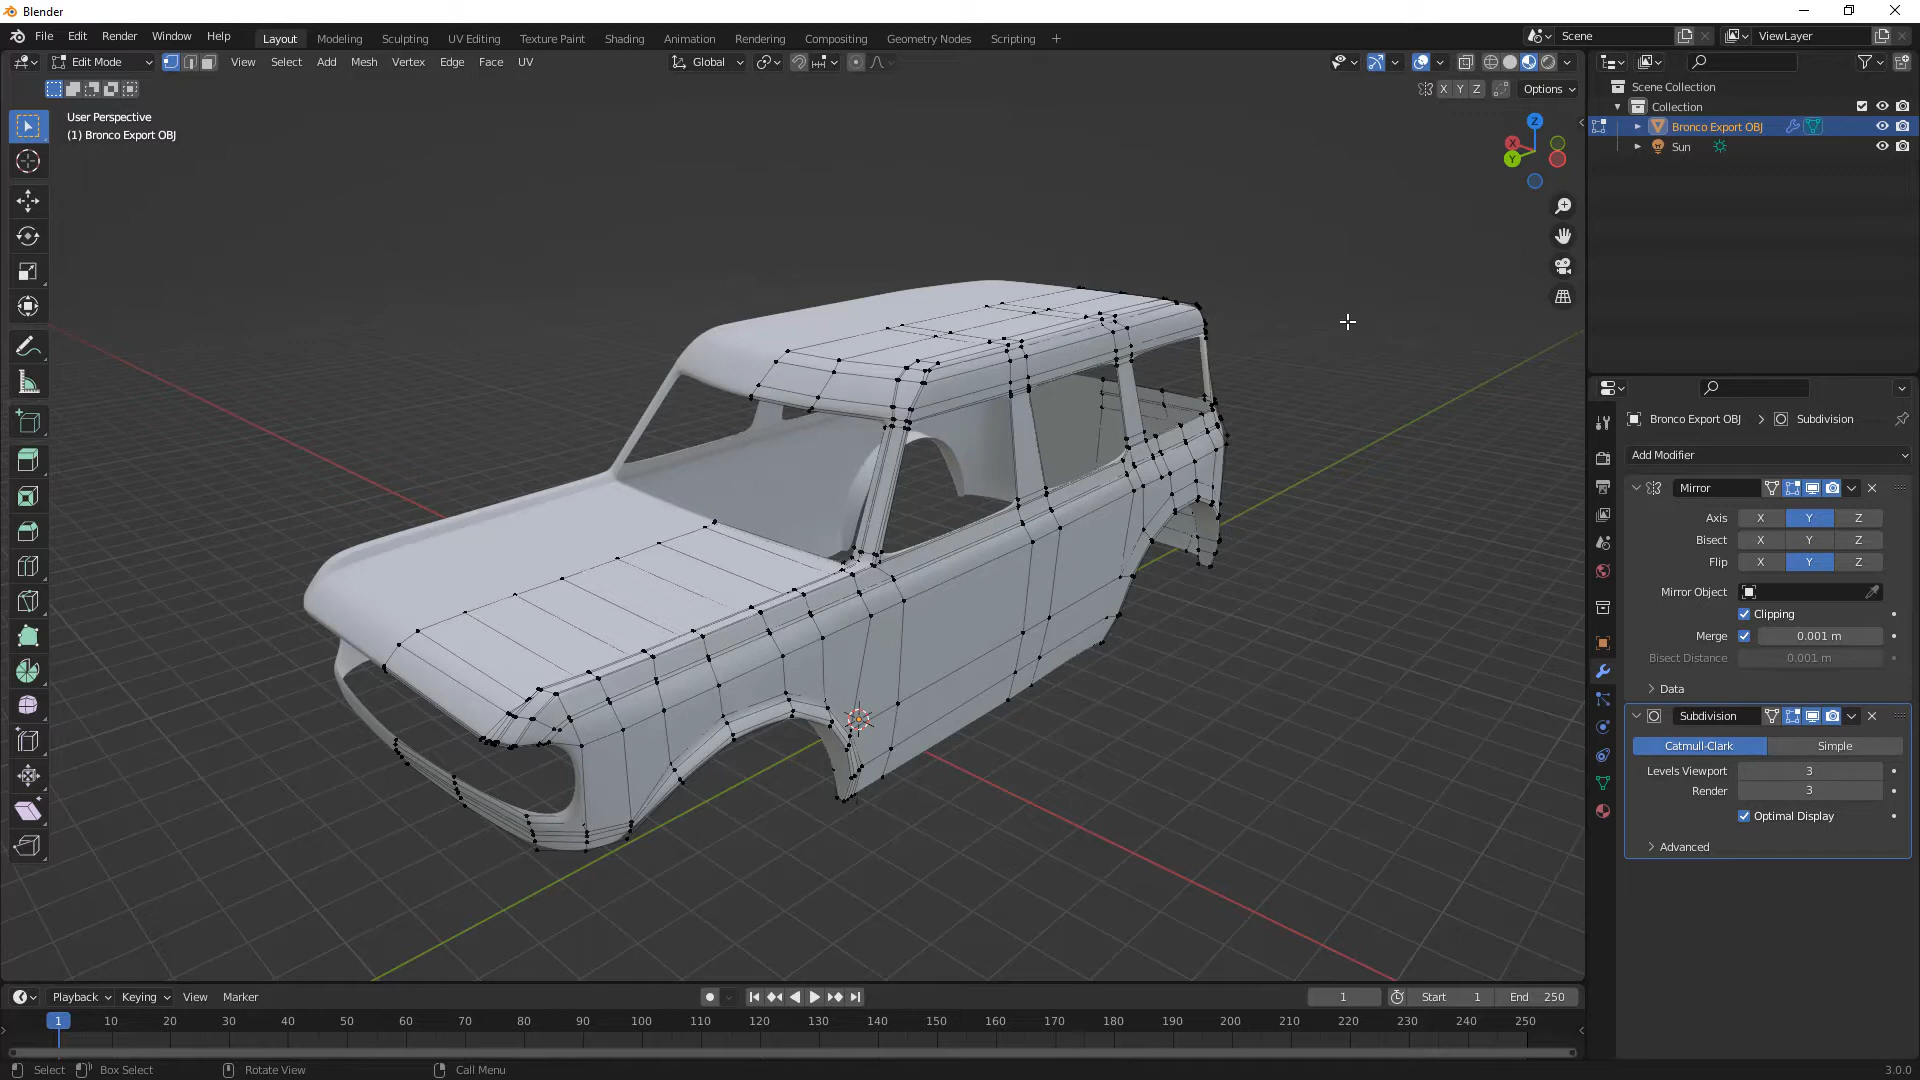 Blender
File Edit Render Window Help
Layout Modeling Sculpting UV Editing Texture Paint Shading Animation Rendering Compositing Geometry Nodes Scripting +
Scene
ViewLayer
Edit Mode View Select Add Mesh Vertex Edge Face UV
Global
X Y Z Options
User Perspective
(1) Bronco Export OBJ
Z
X
Y
Scene Collection
Collection
Bronco Export OBJ
Sun
Bronco Export OBJ > Subdivision
Add Modifier
Mirror
Axis X Y Z
Bisect X Y Z
Flip X Y Z
Mirror Object
Clipping
Merge 0.001 m
Bisect Distance 0.001 m
Data
Subdivision
Catmull-Clark Simple
Levels Viewport 3
Render 3
Optimal Display
Advanced
Playback Keying View Marker
1 Start 1 End 250
1 10 20 30 40 50 60 70 80 90 100 110 120 130 140 150 160 170 180 190 200 210 220 230 240 250
Select Box Select Rotate View Call Menu 3.0.0